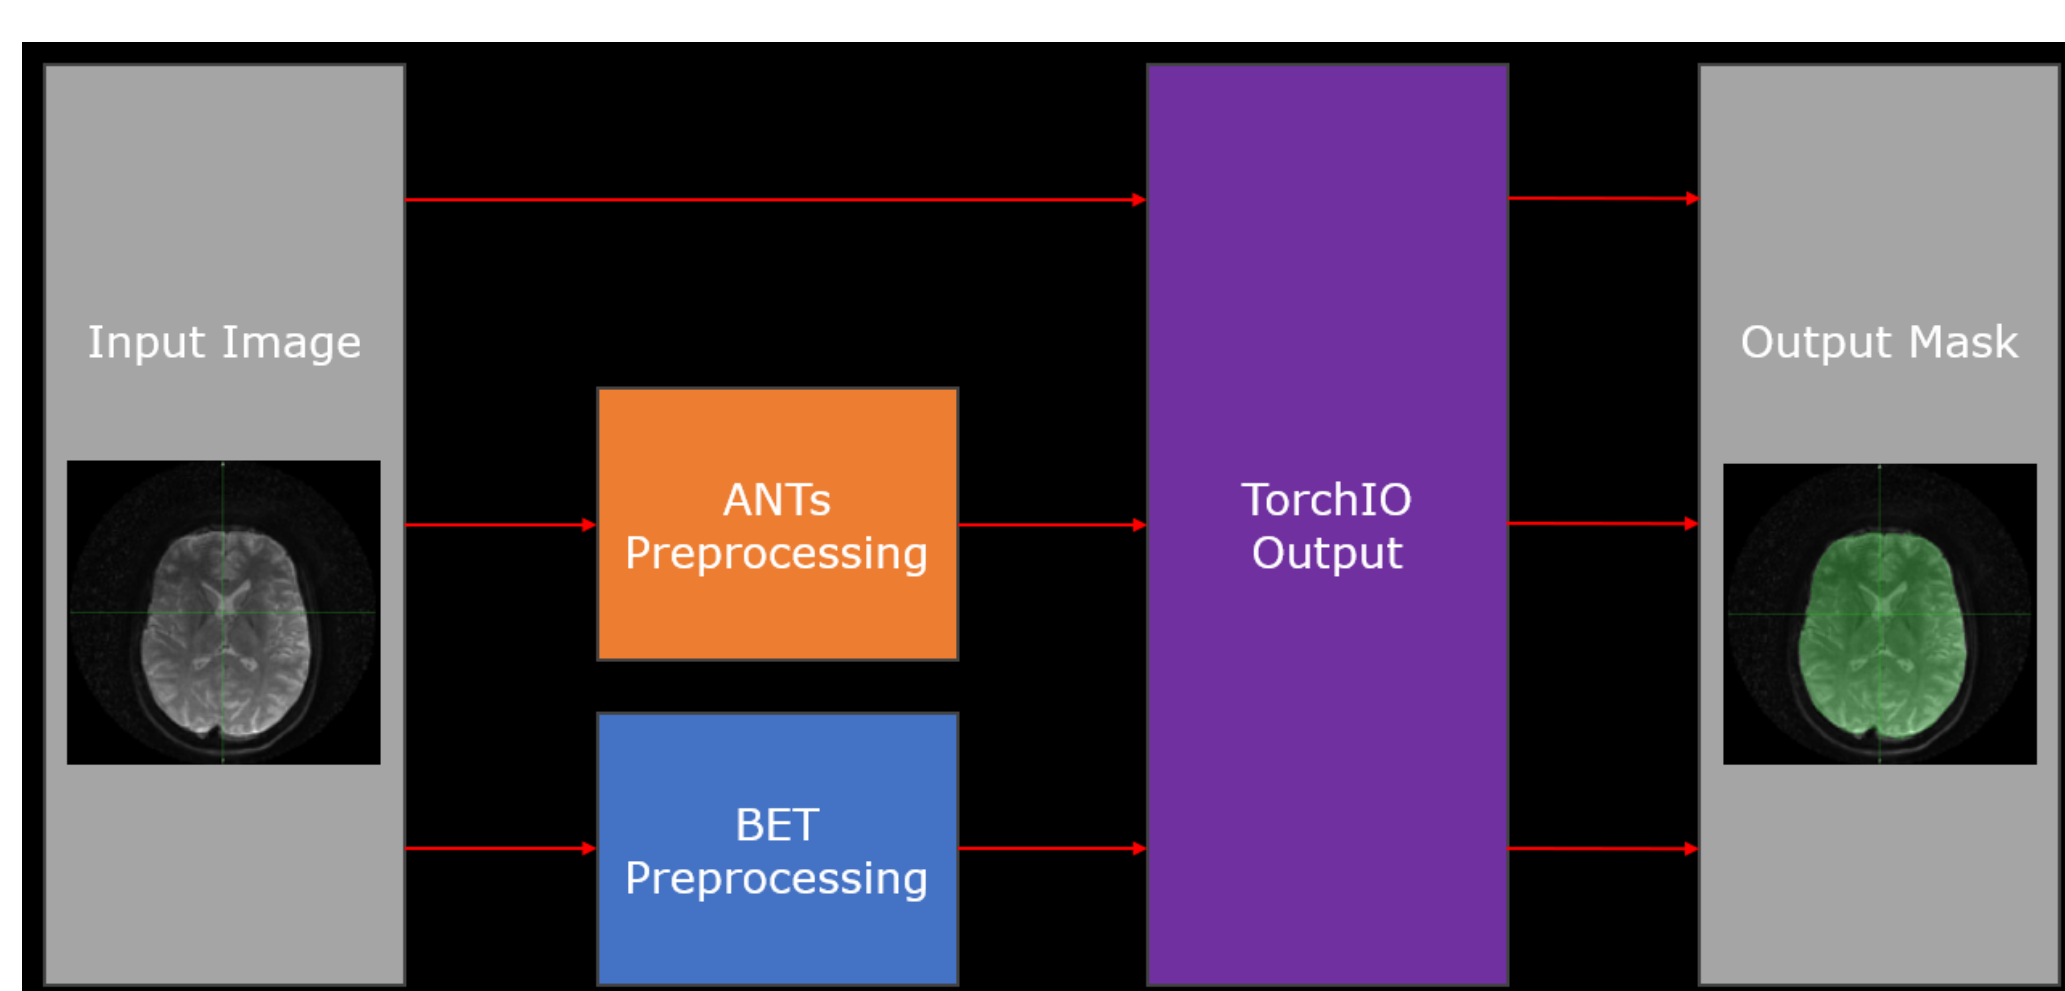 Input Image
ANTs
Preprocessing
BET
Preprocessing
TorchIO
Output
Output Mask